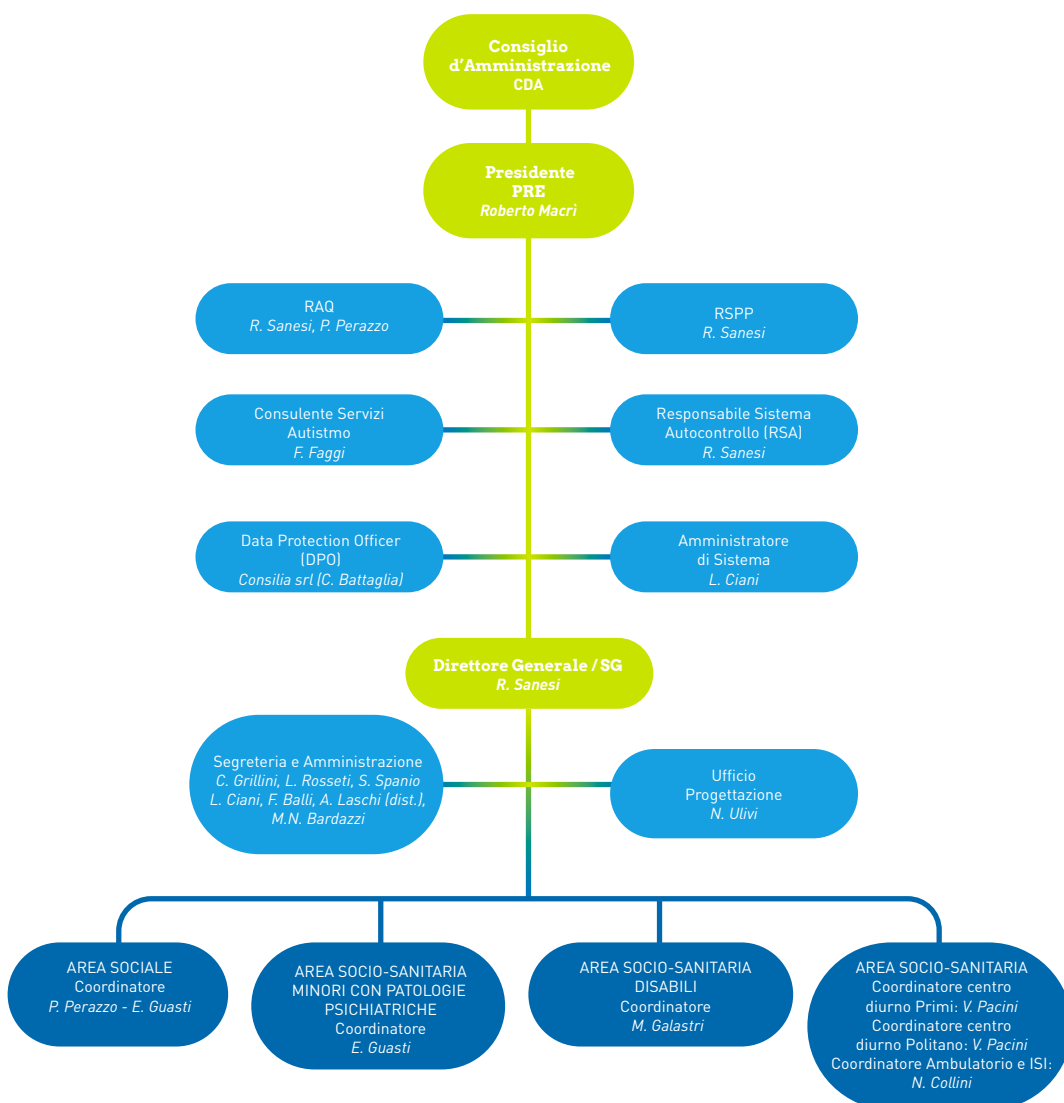 Consiglio
d'Amministrazione
CDA
Presidente
PRE
Roberto Macrì
RAQ
R. Sanesi, P. Perazzo
RSPP
R. Sanesi
Consulente Servizi
Autistmo
F. Faggi
Responsabile Sistema
Autocontrollo (RSA)
R. Sanesi
Data Protection Officer
(DPO)
Consilia srl (C. Battaglia)
Amministratore
di Sistema
L. Ciani
Direttore Generale / SG
R. Sanesi
Segreteria e Amministrazione
C. Grillini, L. Rosseti, S. Spanio
L. Ciani, F. Balli, A. Laschi (dist.),
M.N. Bardazzi
Ufficio
Progettazione
N. Ulivi
AREA SOCIALE
Coordinatore
P. Perazzo - E. Guasti
AREA SOCIO-SANITARIA
MINORI CON PATOLOGIE
PSICHIATRICHE
Coordinatore
E. Guasti
AREA SOCIO-SANITARIA
DISABILI
Coordinatore
M. Galastri
AREA SOCIO-SANITARIA
Coordinatore centro
diurno Primi: V. Pacini
Coordinatore centro
diurno Politano: V. Pacini
Coordinatore Ambulatorio e ISI:
N. Collini